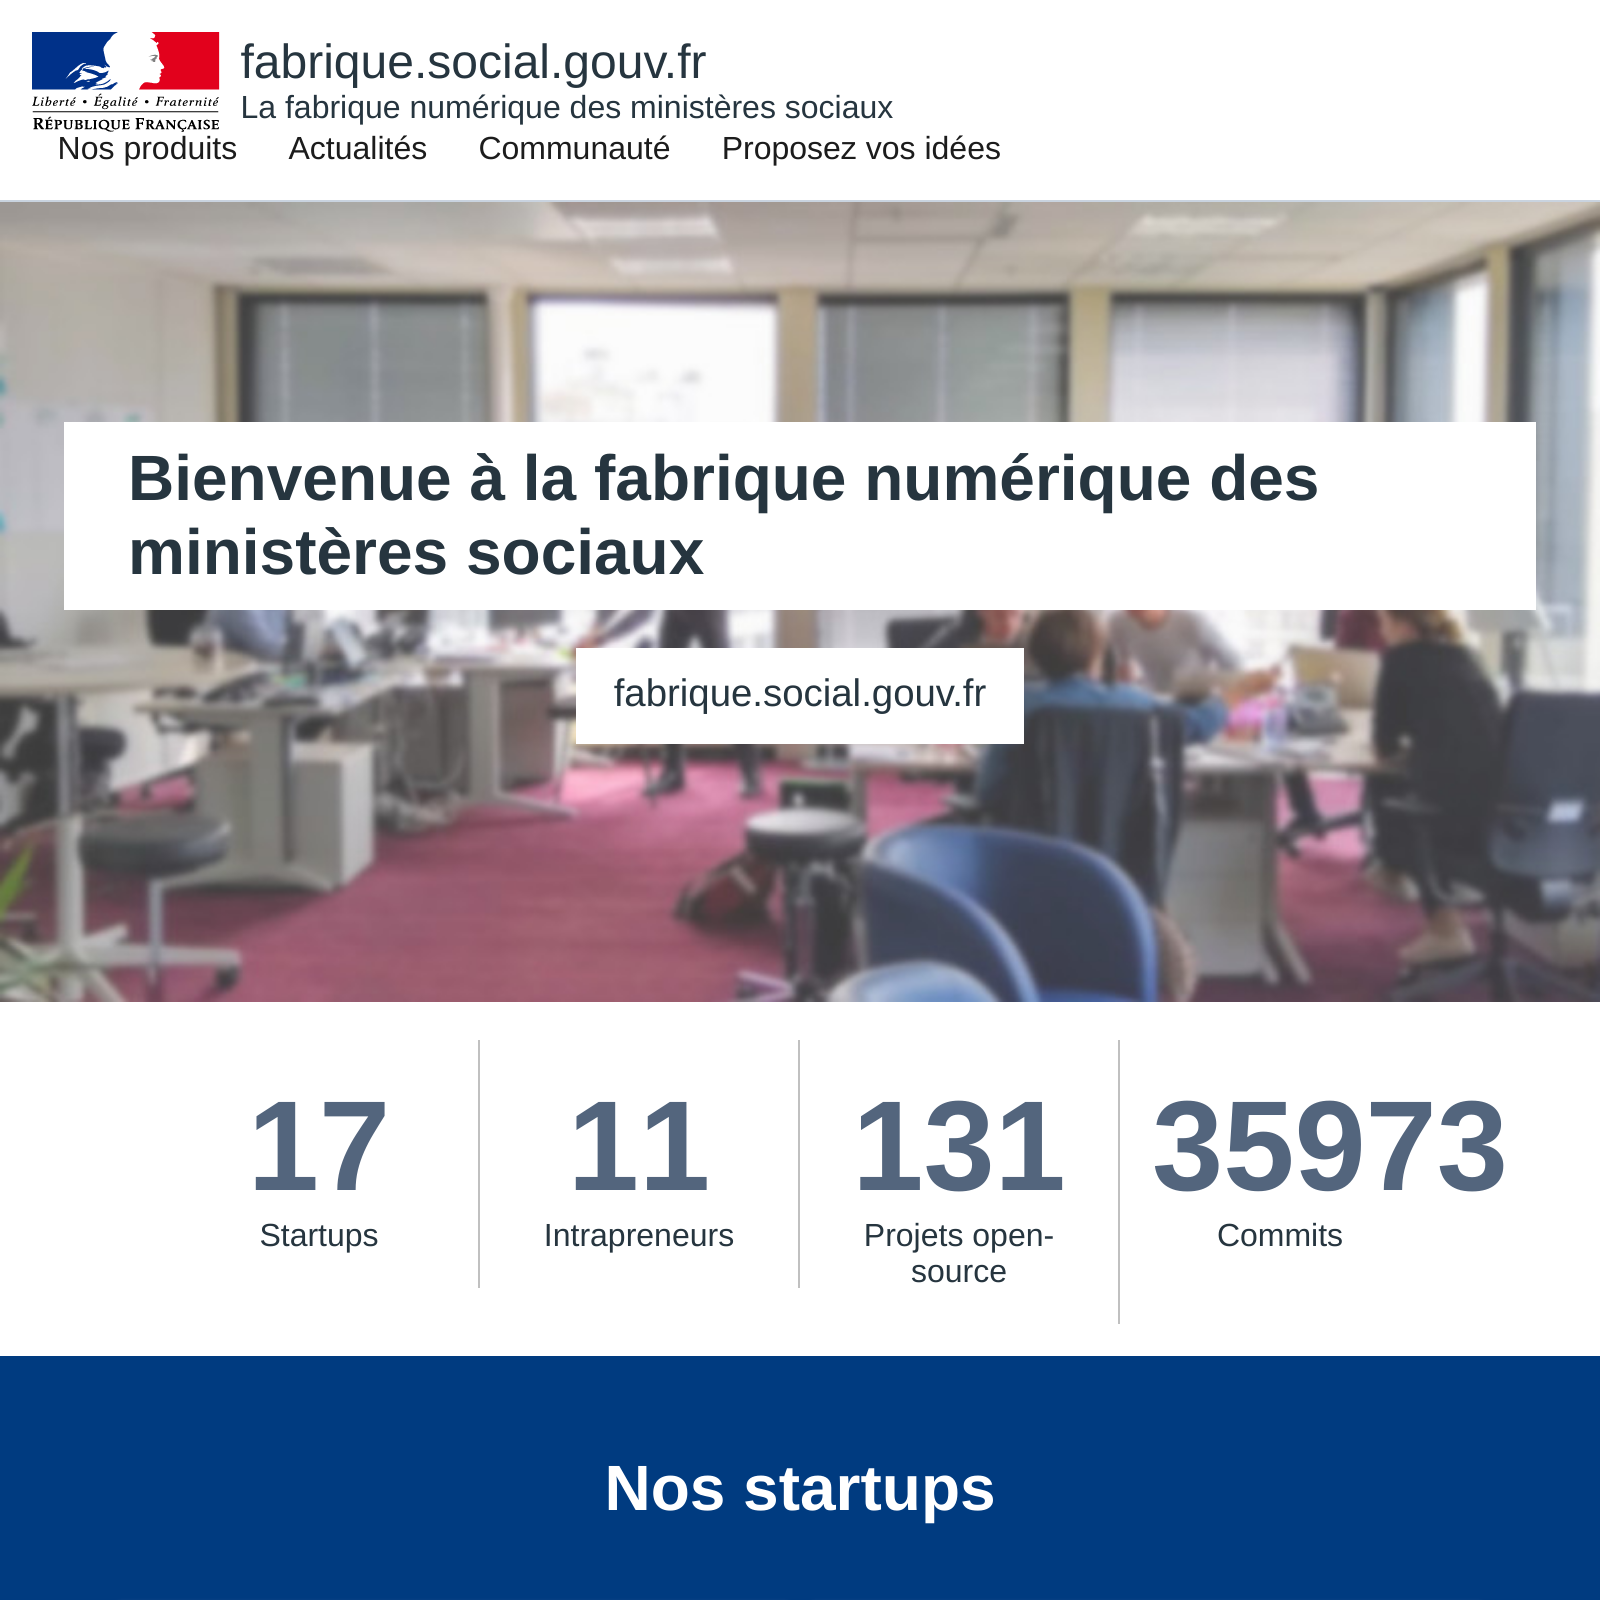 fabrique.social.gouv.fr
La fabrique numérique des ministères sociaux
Liberté • Égalité • Fraternité
RÉPUBLIQUE FRANÇAISE
Nos produits Actualités Communauté Proposez vos idées
Bienvenue à la fabrique numérique des
ministères sociaux
fabrique.social.gouv.fr
17
Startups
11
Intrapreneurs
131
Projets open-
source
35973
Commits
Nos startups